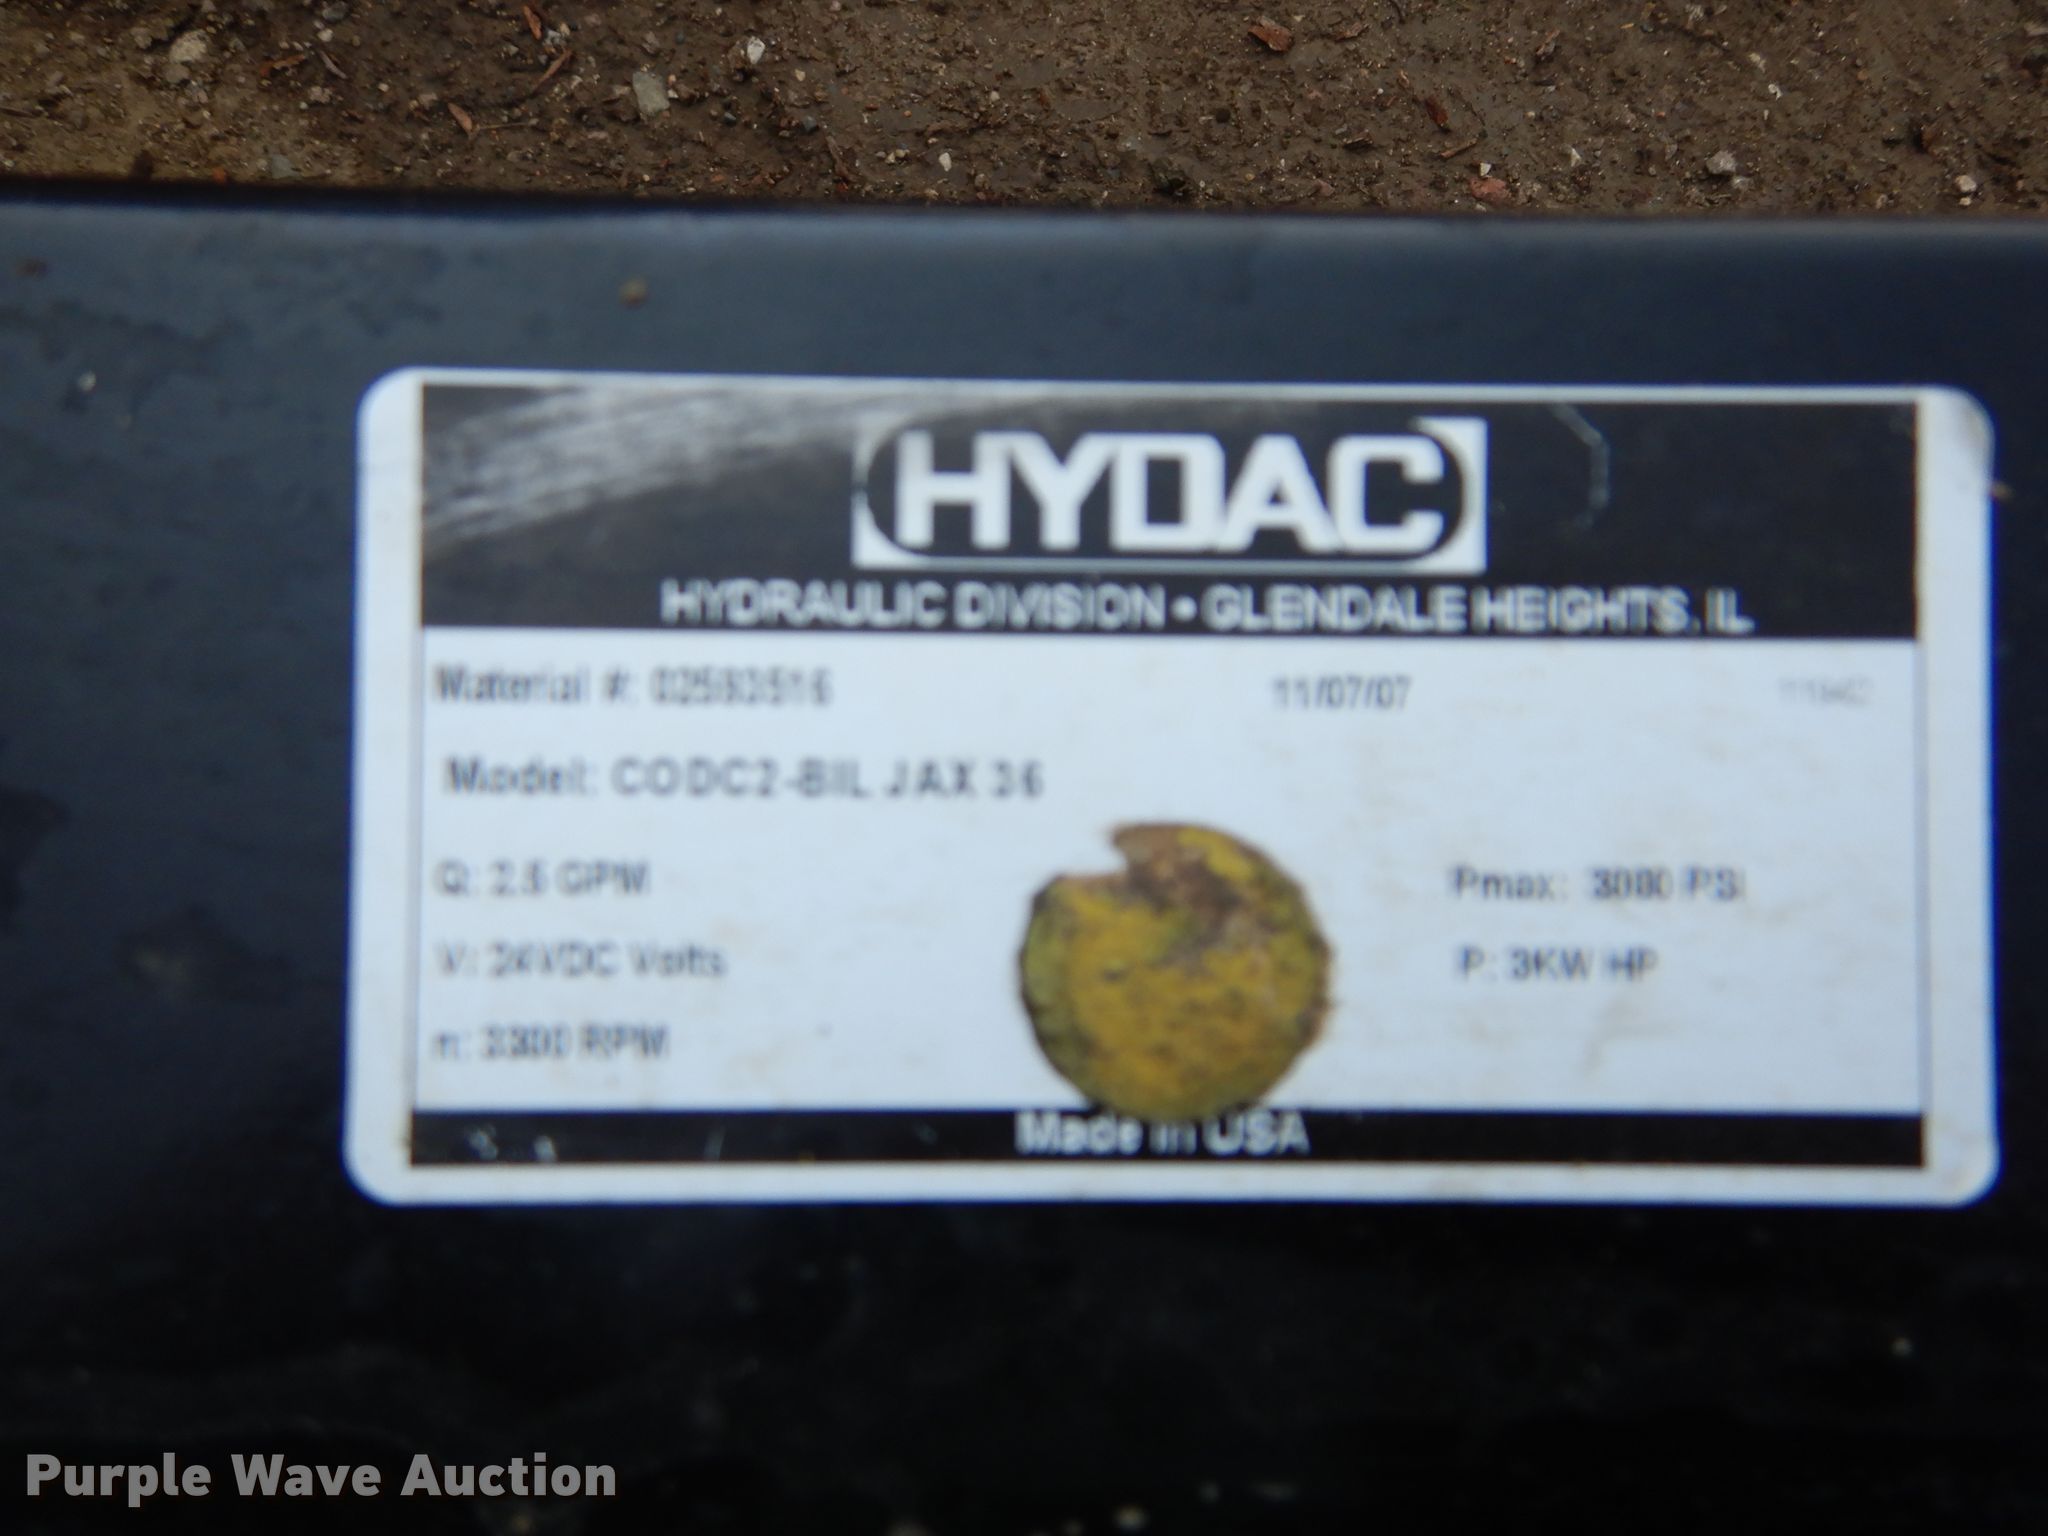 HYDAC
HYDRAULIC DIVISION • GLENDALE HEIGHTS, IL
Material #: 02583516 11/07/07
Model: CODC2-BIL JAX 36
Q: 2.5 GPM Pmax: 3000 PSI
V: 24VDC Volts P: 3KW HP
n: 3300 RPM
Made in USA
Purple Wave Auction